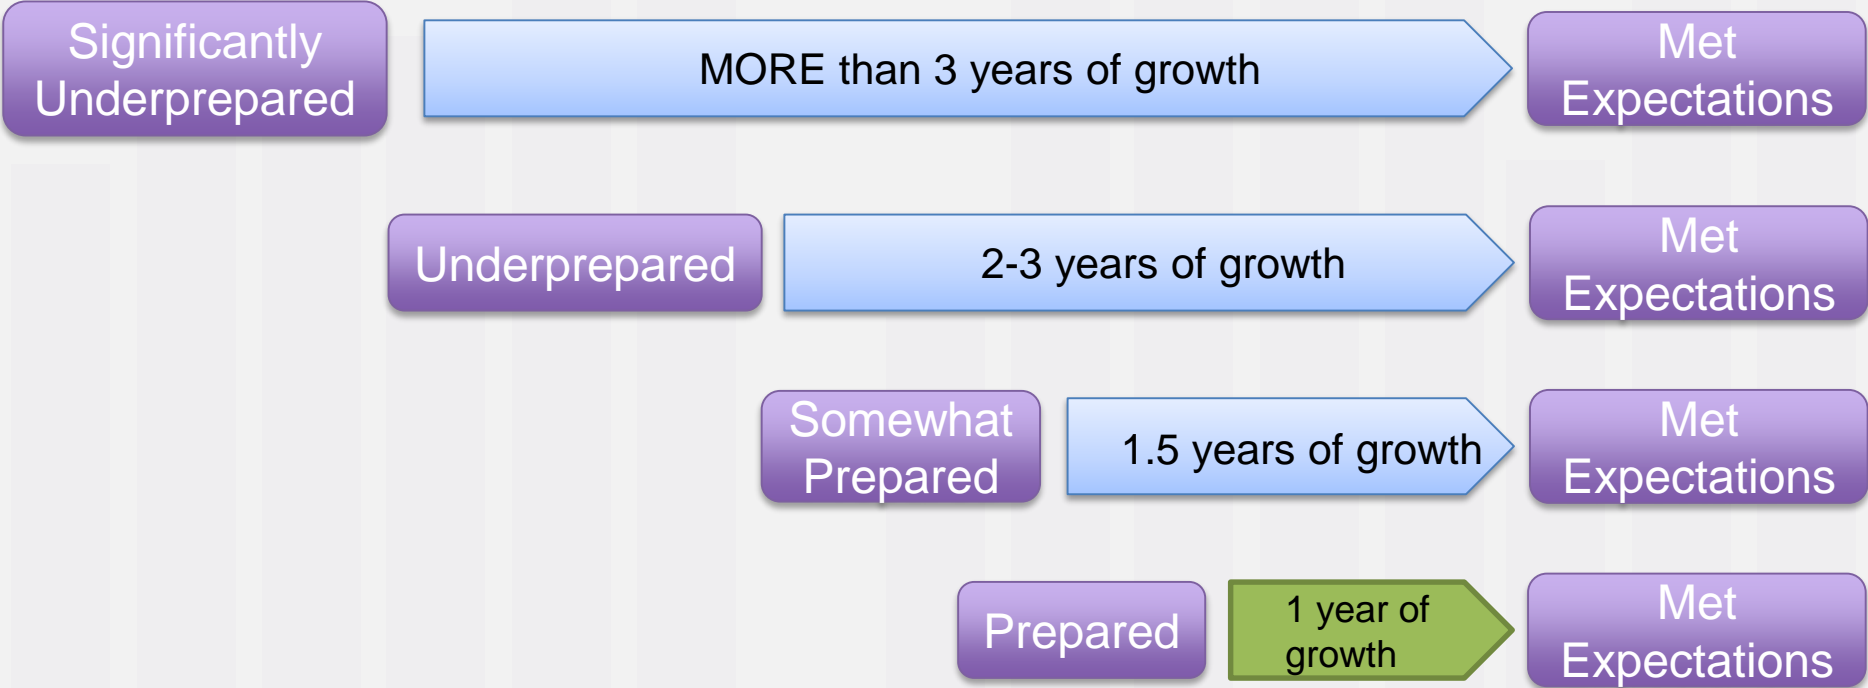 Significantly
Underprepared
MORE than 3 years of growth
Met
Expectations
Underprepared
2-3 years of growth
Met
Expectations
Somewhat
Prepared
1.5 years of growth
Met
Expectations
Prepared
1 year of
growth
Met
Expectations